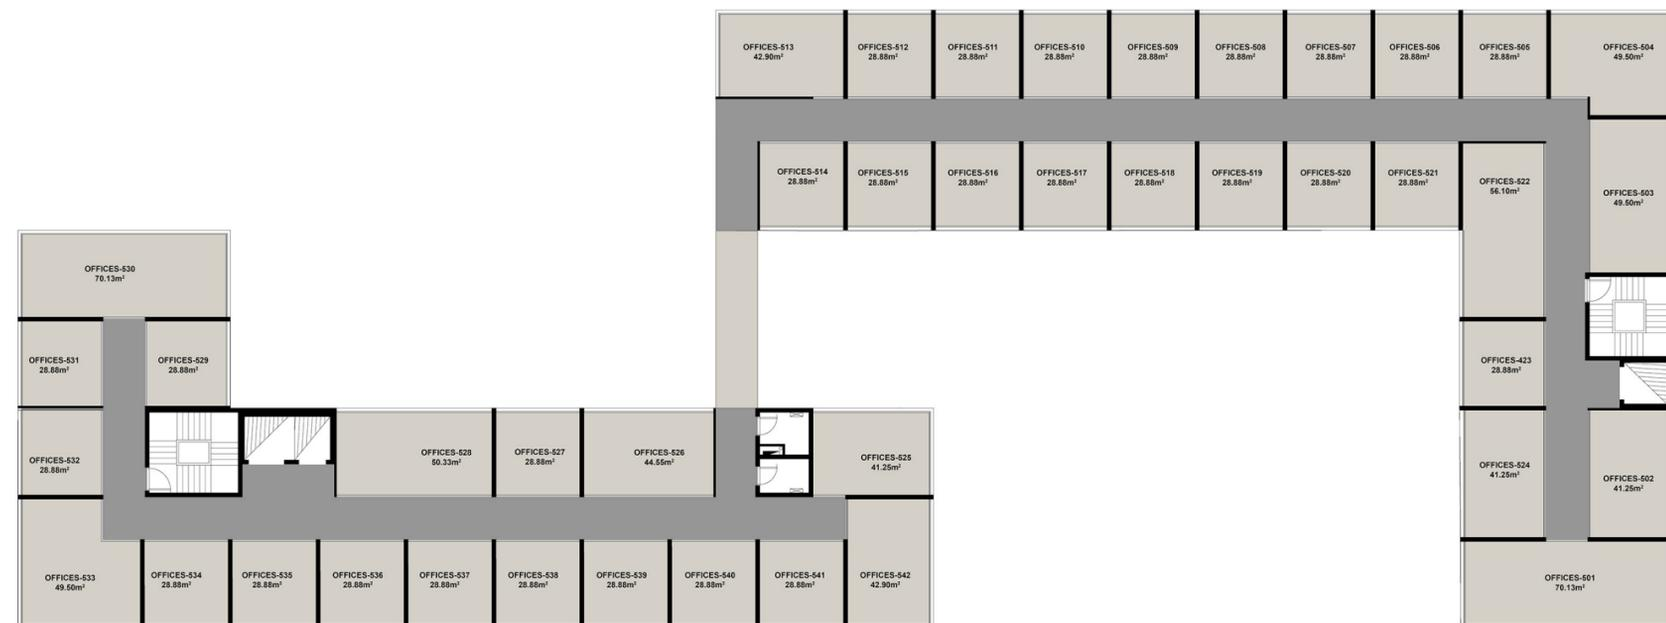 OFFICES-513
42.90m²
OFFICES-512
28.88m²
OFFICES-511
28.88m²
OFFICES-510
28.88m²
OFFICES-509
28.88m²
OFFICES-508
28.88m²
OFFICES-507
28.88m²
OFFICES-506
28.88m²
OFFICES-505
28.88m²
OFFICES-504
49.50m²
OFFICES-514
28.88m²
OFFICES-515
28.88m²
OFFICES-516
28.88m²
OFFICES-517
28.88m²
OFFICES-518
28.88m²
OFFICES-519
28.88m²
OFFICES-520
28.88m²
OFFICES-521
28.88m²
OFFICES-522
56.10m²
OFFICES-503
49.50m²
OFFICES-530
70.13m²
OFFICES-531
28.88m²
OFFICES-529
28.88m²
OFFICES-423
28.88m²
OFFICES-532
28.88m²
OFFICES-528
50.33m²
OFFICES-527
28.88m²
OFFICES-526
44.55m²
OFFICES-525
41.25m²
OFFICES-524
41.25m²
OFFICES-502
41.25m²
OFFICES-533
49.50m²
OFFICES-534
28.88m²
OFFICES-535
28.88m²
OFFICES-536
28.88m²
OFFICES-537
28.88m²
OFFICES-538
28.88m²
OFFICES-539
28.88m²
OFFICES-540
28.88m²
OFFICES-541
28.88m²
OFFICES-542
42.90m²
OFFICES-501
70.13m²